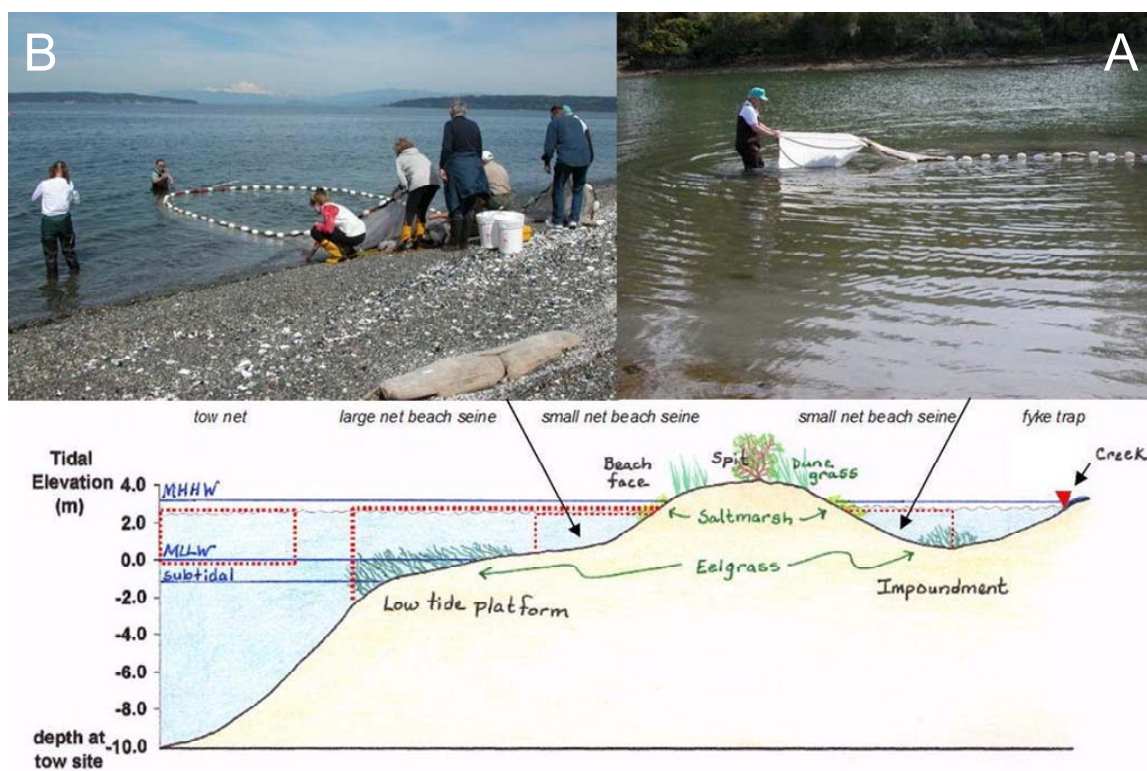 B
A
tow net
large net beach seine
small net beach seine
small net beach seine
fyke trap
Tidal
Elevation
(m)
Creek
Spit
Beach
face
Dune
grass
MHHW
4.0
Saltmarsh
2.0
MLLW
0.0
Eelgrass
subtidal
Impoundment
-2.0
Low tide platform
-4.0
-6.0
-8.0
depth at
tow site
-10.0